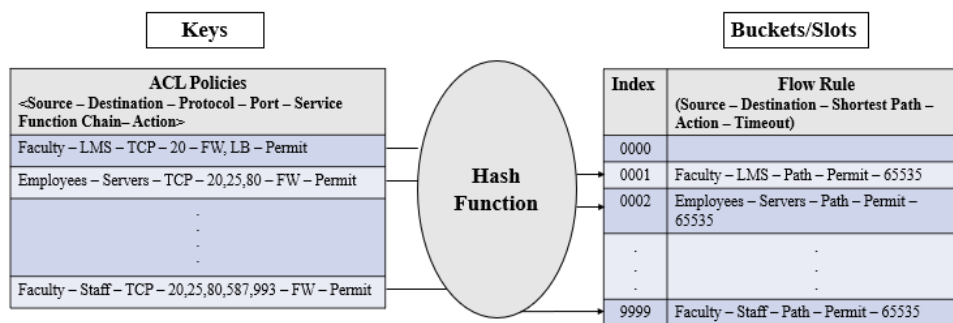 Keys
Buckets/Slots
ACL Policies
<Source – Destination – Protocol – Port – Service
Function Chain– Action>
Faculty – LMS – TCP – 20 – FW, LB – Permit
Employees – Servers – TCP – 20,25,80 – FW – Permit
.
.
.
.
Faculty – Staff – TCP – 20,25,80,587,993 – FW – Permit
Hash
Function
Index
Flow Rule
(Source – Destination – Shortest Path –
Action – Timeout)
0000
0001
Faculty – LMS – Path – Permit – 65535
0002
Employees – Servers – Path – Permit –
65535
. .
. .
. .
9999
Faculty – Staff – Path – Permit – 65535